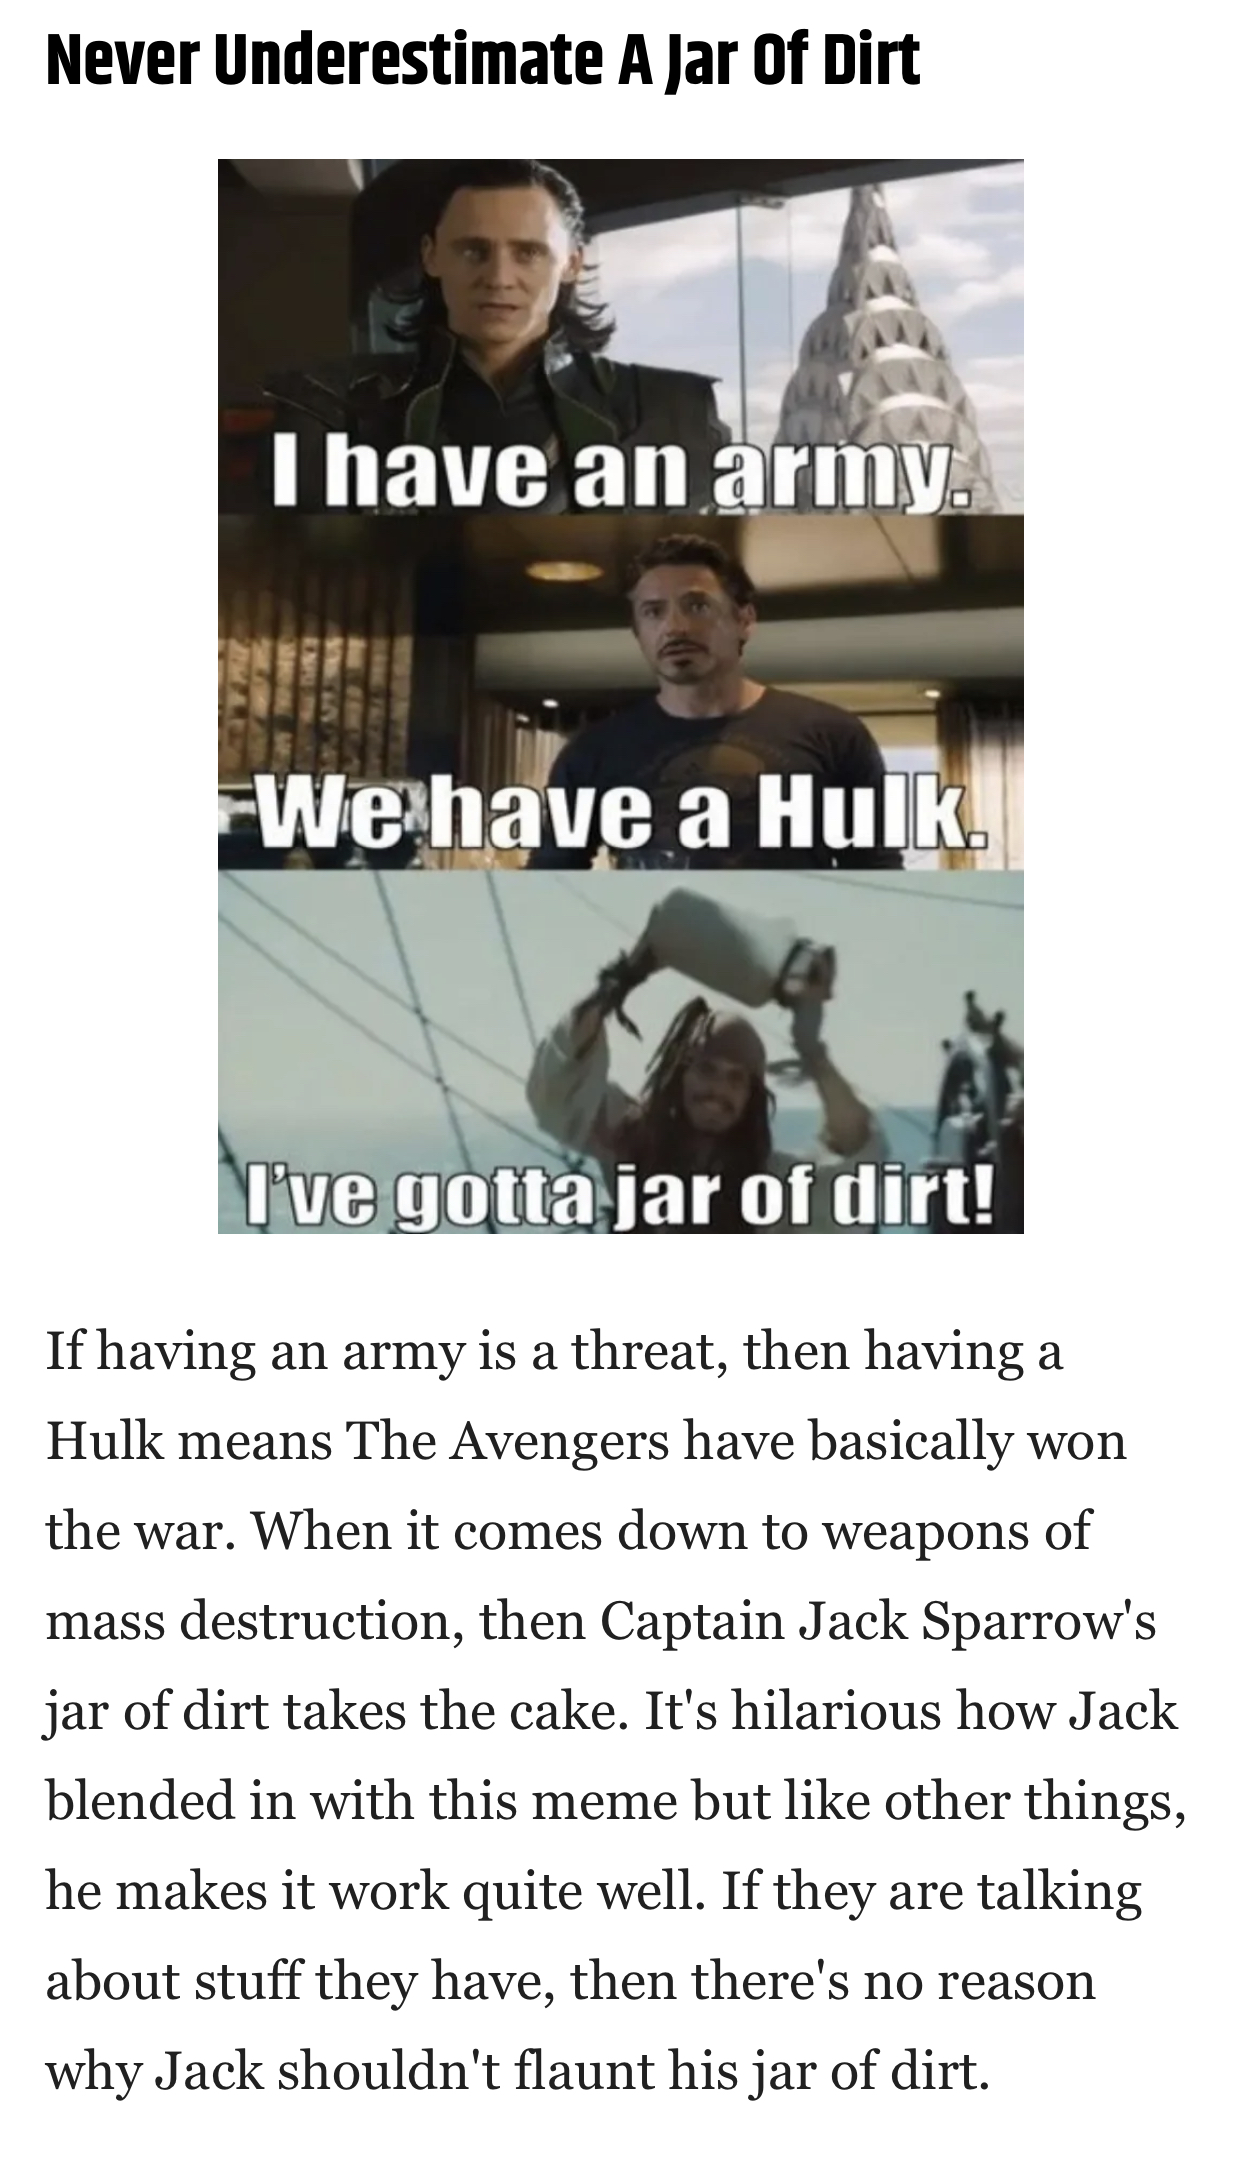 Never Underestimate A Jar Of Dirt
I have an army.
We have a Hulk.
I've gotta jar of dirt!
If having an army is a threat, then having a
Hulk means The Avengers have basically won
the war. When it comes down to weapons of
mass destruction, then Captain Jack Sparrow's
jar of dirt takes the cake. It's hilarious how Jack
blended in with this meme but like other things,
he makes it work quite well. If they are talking
about stuff they have, then there's no reason
why Jack shouldn't flaunt his jar of dirt.